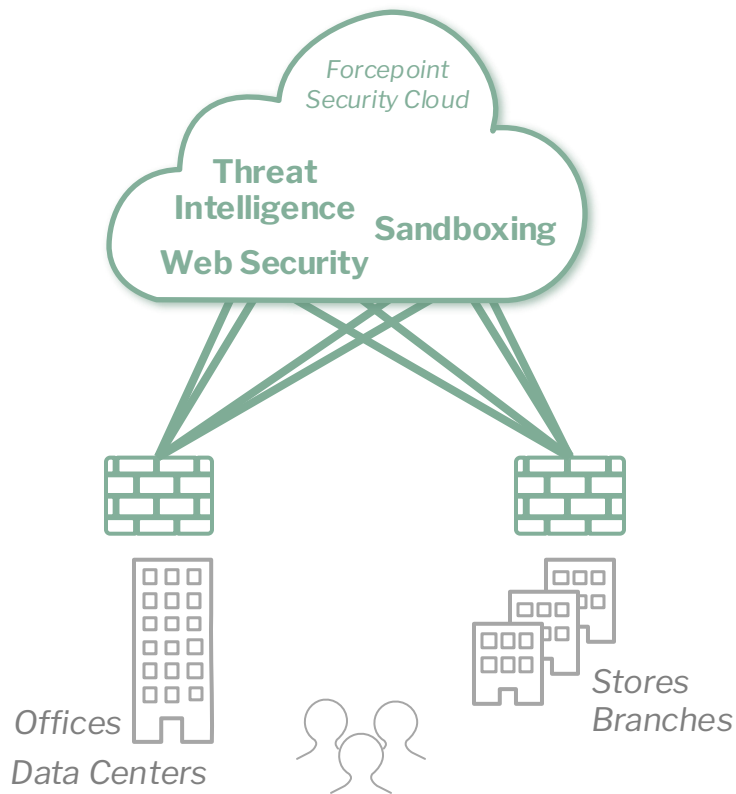 Forcepoint
Security Cloud
Threat
Intelligence
Sandboxing
Web Security
Offices
Data Centers
Stores
Branches